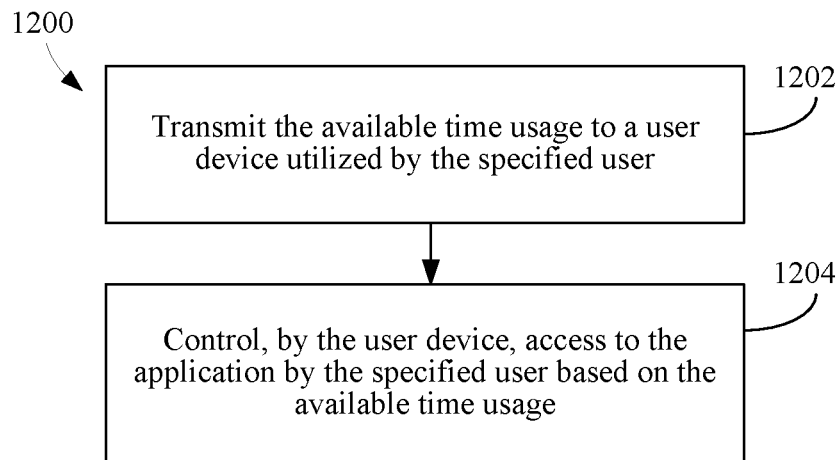 1200
1202
Transmit the available time usage to a user
device utilized by the specified user
1204
Control, by the user device, access to the
application by the specified user based on the
available time usage